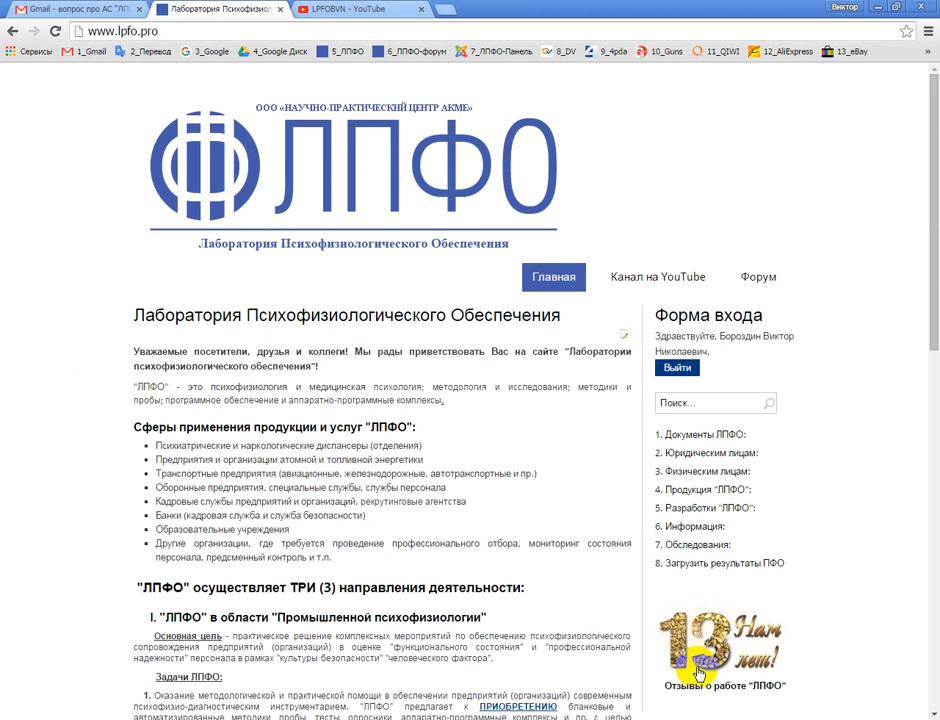 Gmail - вопрос про АС "ЛП
Лаборатория Психофизиол
LPFOBVN - YouTube
Виктор
www.lpfo.pro
Сервисы
1_Gmail
2_Перевод
3_Google
4_Google Диск
5_ЛПФО
6_ЛПФО-форум
7_ЛПФО-Панель
8_DV
9_4pda
10_Guns
11_QIWI
12_AliExpress
13_eBay
»
ООО «НАУЧНО-ПРАКТИЧЕСКИЙ ЦЕНТР АКМЕ»
ЛПФО
Лаборатория Психофизиологического Обеспечения
Главная
Канал на YouTube
Форум
Лаборатория Психофизиологического Обеспечения
Уважаемые посетители, друзья и коллеги! Мы рады приветствовать Вас на сайте "Лаборатории
психофизиологического обеспечения"!
"ЛПФО" - это психофизиология и медицинская психология; методология и исследования; методики и
пробы; программное обеспечение и аппаратно-программные комплексы.
Сферы применения продукции и услуг "ЛПФО":
Психиатрические и наркологические диспансеры (отделения)
Предприятия и организации атомной и топливной энергетики
Транспортные предприятия (авиационные, железнодорожные, автотранспортные и пр.)
Оборонные предприятия, специальные службы, службы персонала
Кадровые службы предприятий и организаций, рекрутинговые агентства
Банки (кадровая служба и служба безопасности)
Образовательные учреждения
Другие организации, где требуется проведение профессионального отбора, мониторинг состояния
персонала, предсменный контроль и т.п.
"ЛПФО" осуществляет ТРИ (3) направления деятельности:
I. "ЛПФО" в области "Промышленной психофизиологии"
Основная цель - практическое решение комплексных мероприятий по обеспечению психофизиологического
сопровождения предприятий (организаций) в оценке "функционального состояния" и "профессиональной
надежности" персонала в рамках "культуры безопасности" "человеческого фактора".
Задачи ЛПФО:
1. Оказание методологической и практической помощи в обеспечении предприятий (организаций) современным
психофизио-диагностическим инструментарием. "ЛПФО" предлагает к ПРИОБРЕТЕНИЮ бланковые и
автоматизированные методики, пробы, тесты, опросники, аппаратно-программные комплексы и пр. с целью
Форма входа
Здравствуйте, Бороздин Виктор
Николаевич,
Выйти
Поиск...
1. Документы ЛПФО:
2. Юридическим лицам:
3. Физическим лицам:
4. Продукция "ЛПФО":
5. Разработки "ЛПФО":
6. Информация:
7. Обследования:
8. Загрузить результаты ПФО
13 Нам
лет!
Отзывы о работе "ЛПФО"